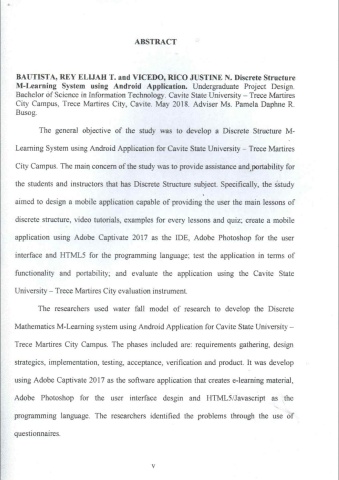 ABSTRACT
BAUTISTA, REY ELIJAH T. and VICEDO, RICO JUSTINE N. Discrete Structure
M-Learning System using Android Application. Undergraduate Project Design.
Bachelor of Science in Information Technology. Cavite State University – Trece Martires
City Campus, Trece Martires City, Cavite. May 2018. Adviser Ms. Pamela Daphne R.
Busog.
The general objective of the study was to develop a Discrete Structure M-
Learning System using Android Application for Cavite State University – Trece Martires
City Campus. The main concern of the study was to provide assistance and portability for
the students and instructors that has Discrete Structure subject. Specifically, the study
aimed to design a mobile application capable of providing the user the main lessons of
discrete structure, video tutorials, examples for every lessons and quiz; create a mobile
application using Adobe Captivate 2017 as the IDE, Adobe Photoshop for the user
interface and HTML5 for the programming language; test the application in terms of
functionality and portability; and evaluate the application using the Cavite State
University – Trece Martires City evaluation instrument.
The researchers used water fall model of research to develop the Discrete
Mathematics M-Learning system using Android Application for Cavite State University –
Trece Martires City Campus. The phases included are: requirements gathering, design
strategics, implementation, testing, acceptance, verification and product. It was develop
using Adobe Captivate 2017 as the software application that creates e-learning material,
Adobe Photoshop for the user interface desgin and HTML5/Javascript as the
programming language. The researchers identified the problems through the use of
questionnaires.
v